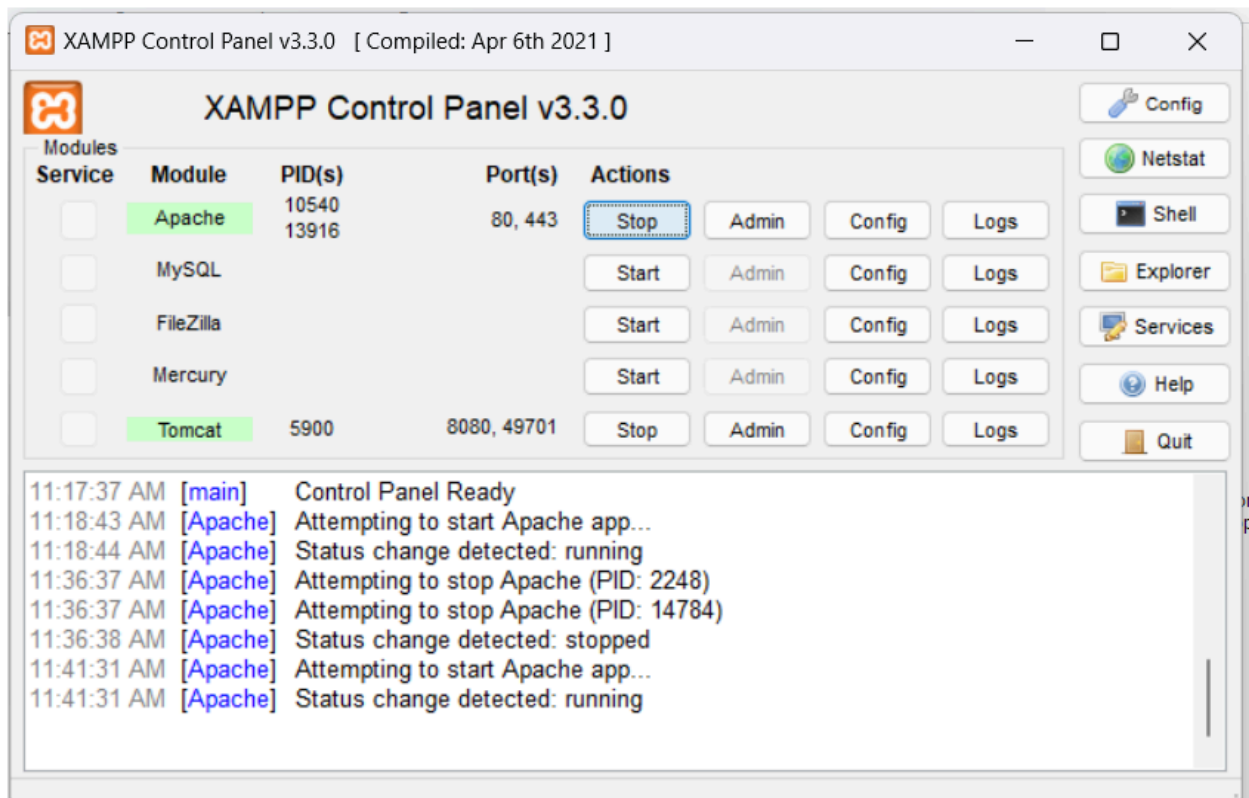 XAMPP Control Panel v3.3.0 [ Compiled: Apr 6th 2021 ]
XAMPP Control Panel v3.3.0
Config
Modules
Service Module PID(s) Port(s) Actions
Netstat
Apache 10540 13916 80, 443 Stop Admin Config Logs
Shell
MySQL Start Admin Config Logs
Explorer
FileZilla Start Admin Config Logs
Services
Mercury Start Admin Config Logs
Help
Tomcat 5900 8080, 49701 Stop Admin Config Logs
Quit
11:17:37 AM [main] Control Panel Ready
11:18:43 AM [Apache] Attempting to start Apache app...
11:18:44 AM [Apache] Status change detected: running
11:36:37 AM [Apache] Attempting to stop Apache (PID: 2248)
11:36:37 AM [Apache] Attempting to stop Apache (PID: 14784)
11:36:38 AM [Apache] Status change detected: stopped
11:41:31 AM [Apache] Attempting to start Apache app...
11:41:31 AM [Apache] Status change detected: running